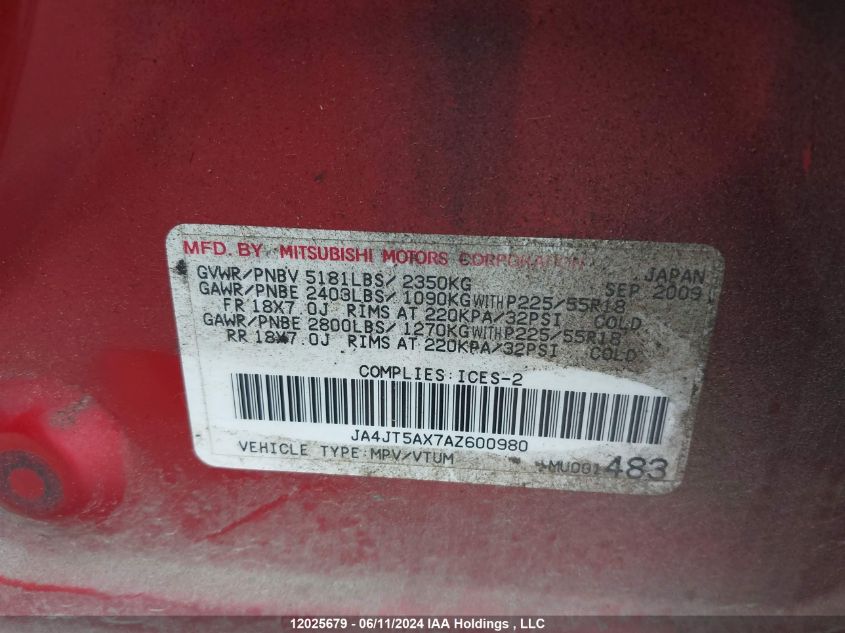 MFD. BY MITSUBISHI MOTORS CORPORATION
JAPAN
GVWR/PNBV 5181LBS/ 2350KG SEP 2009
GAWR/PNBE 2403LBS/ 1090KG WITH P225/55R18
FR 18X7.0J RIMS AT 220KPA/32PSI COLD
GAWR/PNBE 2800LBS/1270KG WITH P225/55R18
RR 18X7.0J RIMS AT 220KPA/32PSI COLD
COMPLIES:ICES-2
JA4JT5AX7AZ600980
VEHICLE TYPE:MPV/VTUM 483
12025679 - 06/11/2024 IAA Holdings , LLC